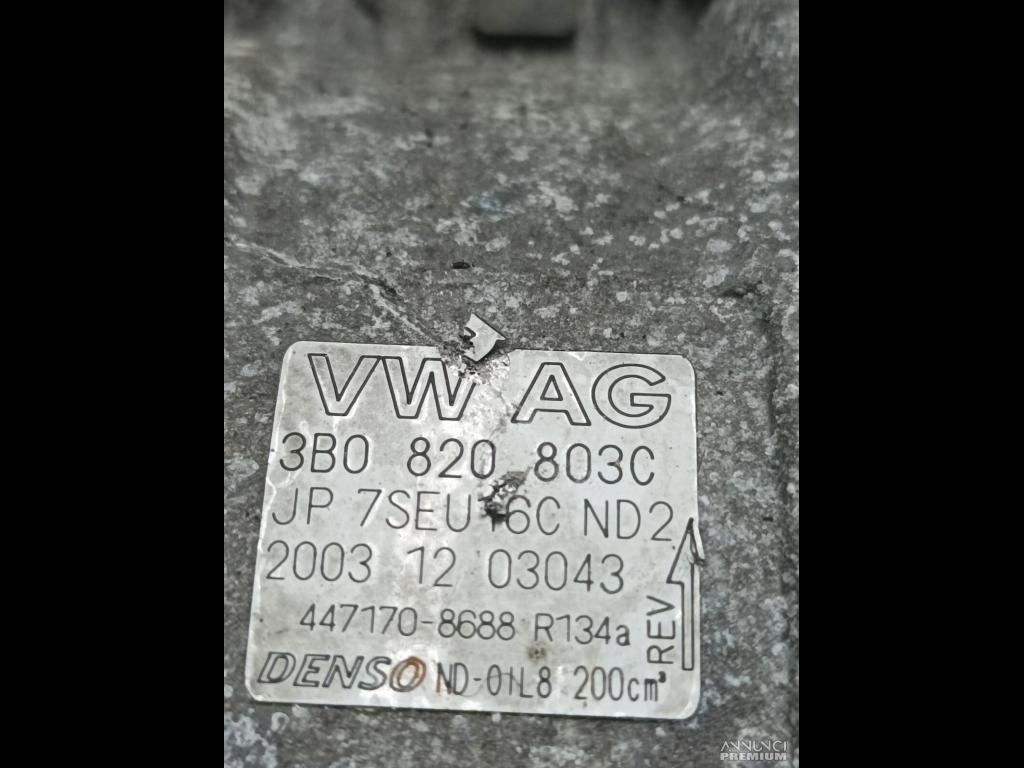 VW AG
3B0 820 803C
JP 7SEU16C ND2
2003 12 03043
447170-8688 R134a
REV
DENSO ND-OIL8 200cm³
ANNUNCI
PREMIUM